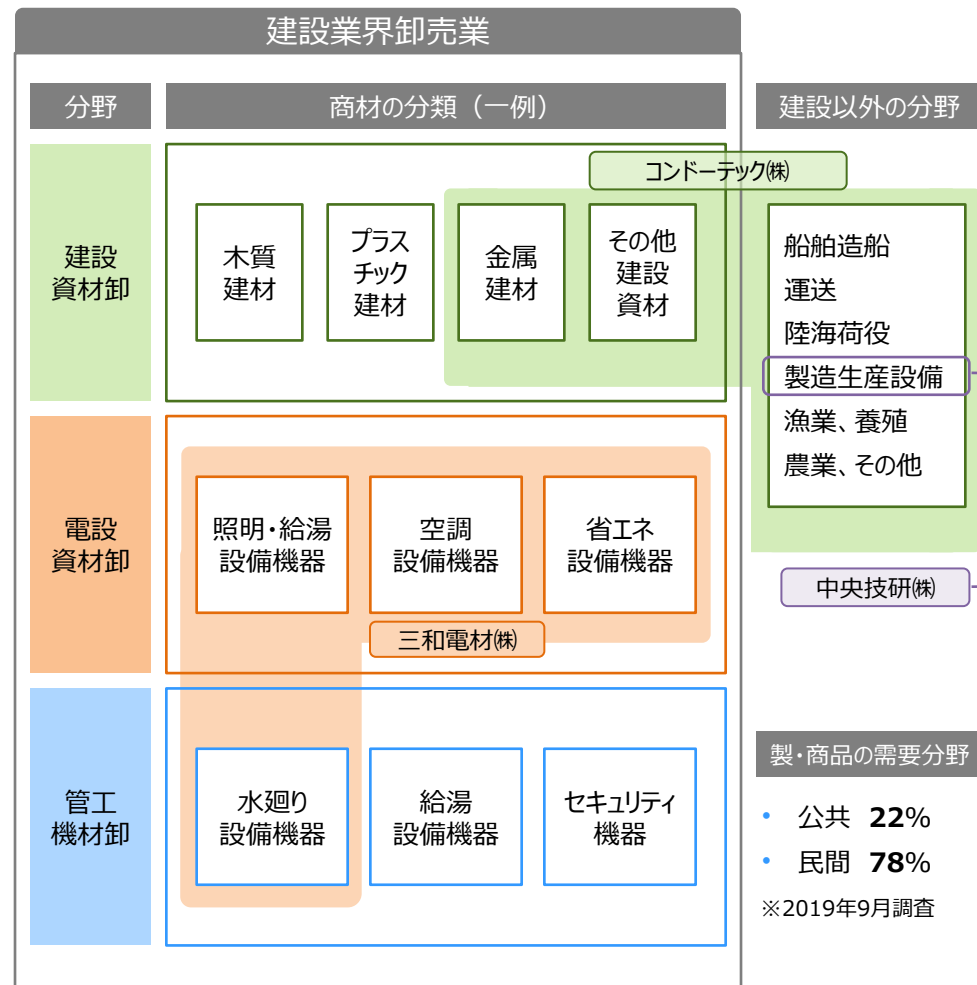 建設業界卸売業
分野
商材の分類（一例）
建設以外の分野
コンドーテック㈱
建設
資材卸
木質
建材
プラス
チック
建材
金属
建材
その他
建設
資材
船舶造船
運送
陸海荷役
製造生産設備
漁業、養殖
農業、その他
電設
資材卸
照明・給湯
設備機器
空調
設備機器
省エネ
設備機器
三和電材㈱
中央技研㈱
管工
機材卸
水廻り
設備機器
給湯
設備機器
セキュリティ
機器
製・商品の需要分野
• 公共 22%
• 民間 78%
※2019年9月調査